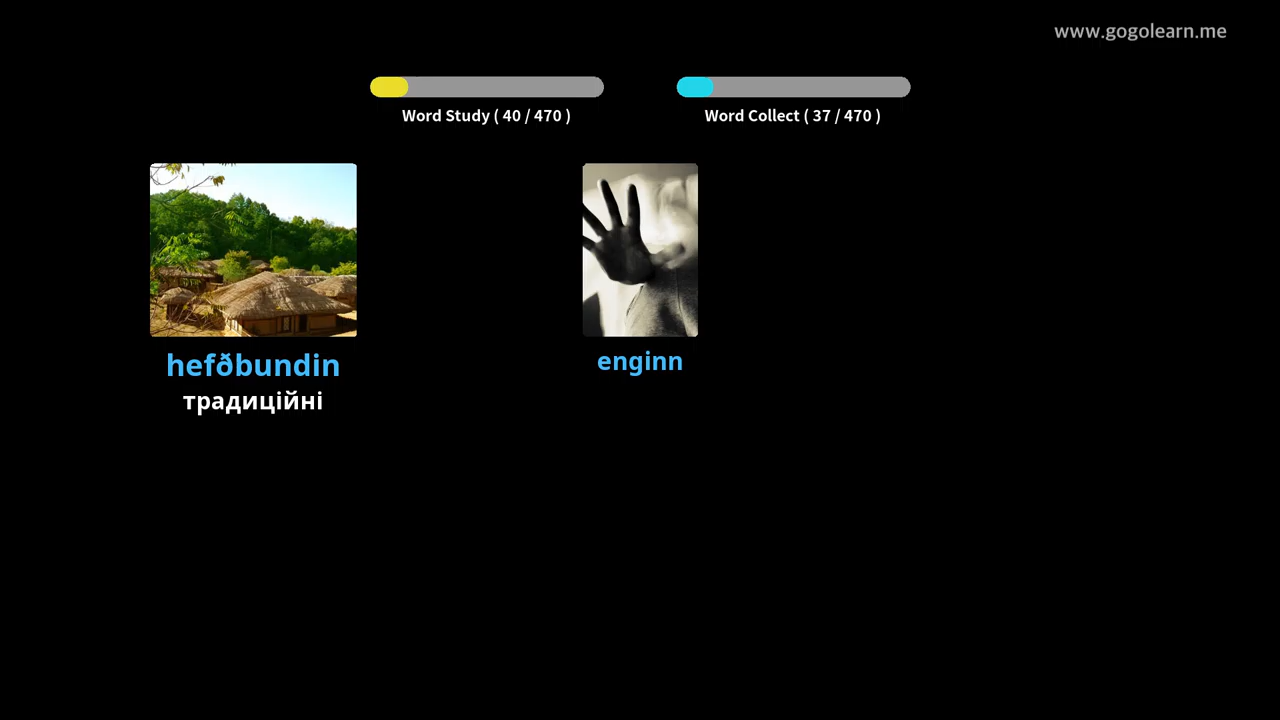 www.gogolearn.me
Word Study ( 40 / 470 )
Word Collect ( 37 / 470 )
hefðbundin
традиційні
enginn